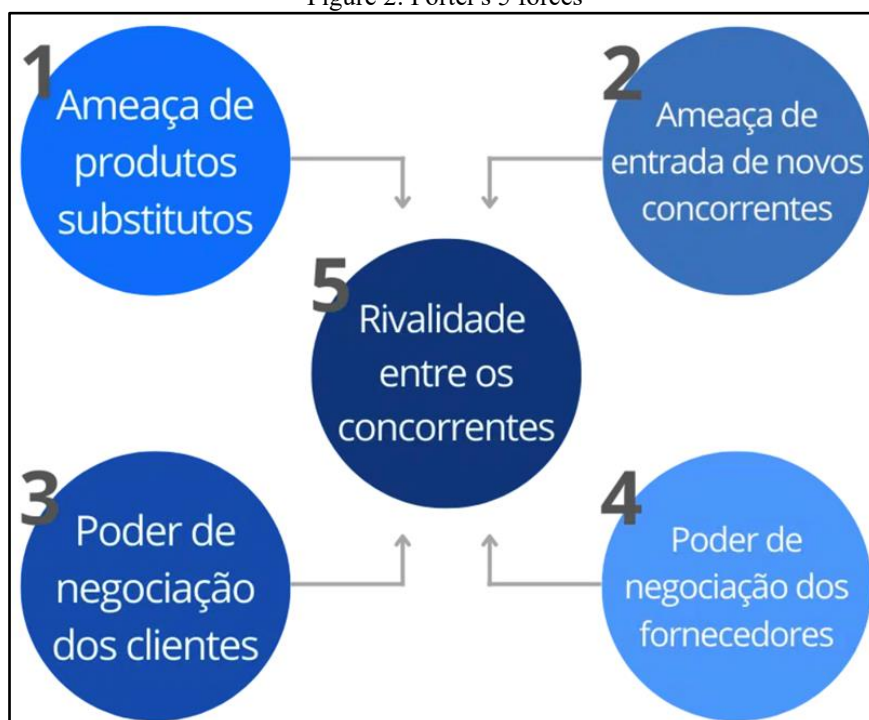 Figure 2: Porter's 5 forces
1
Ameaça de
produtos
substitutos
2
Ameaça de
entrada de novos
concorrentes
5
Rivalidade
entre os
concorrentes
3
Poder de
negociação
dos clientes
4
Poder de
negociação dos
fornecedores